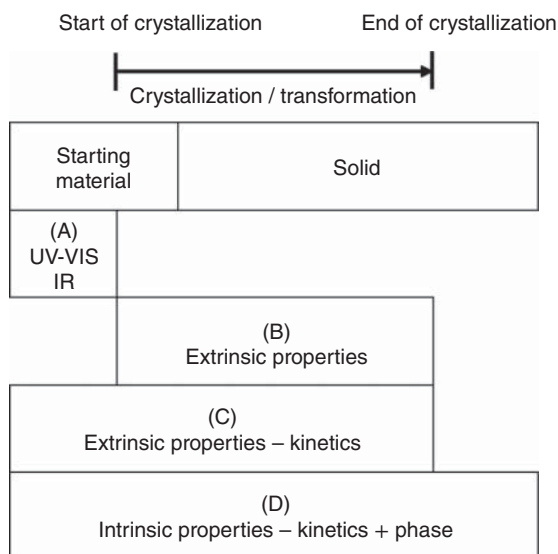 Start of crystallization
End of crystallization
Crystallization / transformation
Starting
material
Solid
(A)
UV-VIS
IR
(B)
Extrinsic properties
(C)
Extrinsic properties – kinetics
(D)
Intrinsic properties – kinetics + phase